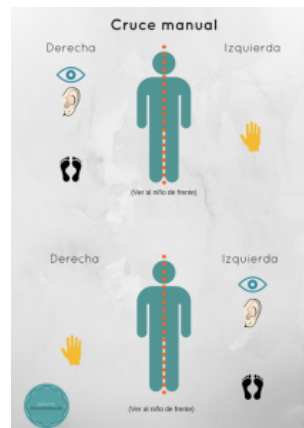 Cruce manual
Derecha
Izquierda
(Ver al niño de frente)
Derecha
Izquierda
(Ver al niño de frente)